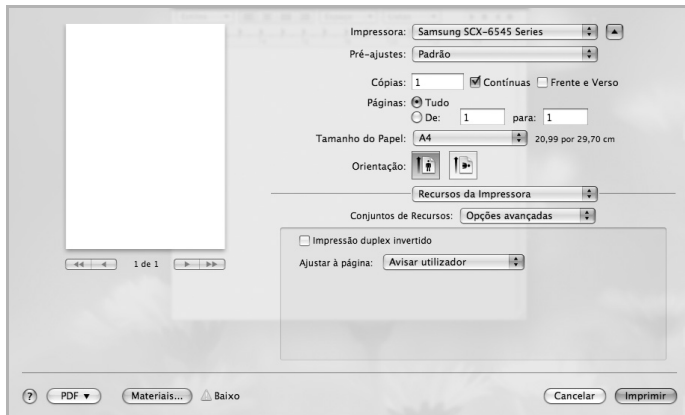 Impressora: Samsung SCX-6545 Series
Pré-ajustes: Padrão
Cópias: 1 Contínuas Frente e Verso
Páginas: Tudo
De: 1 para: 1
Tamanho do Papel: A4 20,99 por 29,70 cm
Orientação:
Recursos da Impressora
Conjuntos de Recursos: Opções avançadas
Impressão duplex invertido
Ajustar à página: Avisar utilizador
1 de 1
? PDF Materiais... Baixo Cancelar Imprimir